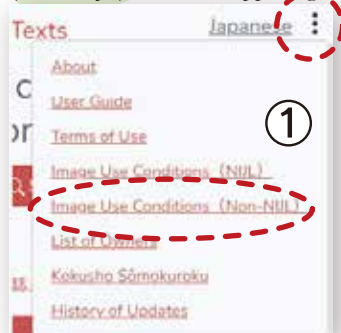 Texts
Japanese
About
User Guide
Terms of Use
①
Image Use Conditions (NIJL)
Image Use Conditions (Non-NIJL)
List of Owners
Kokusho Sōmokuroku
History of Updates